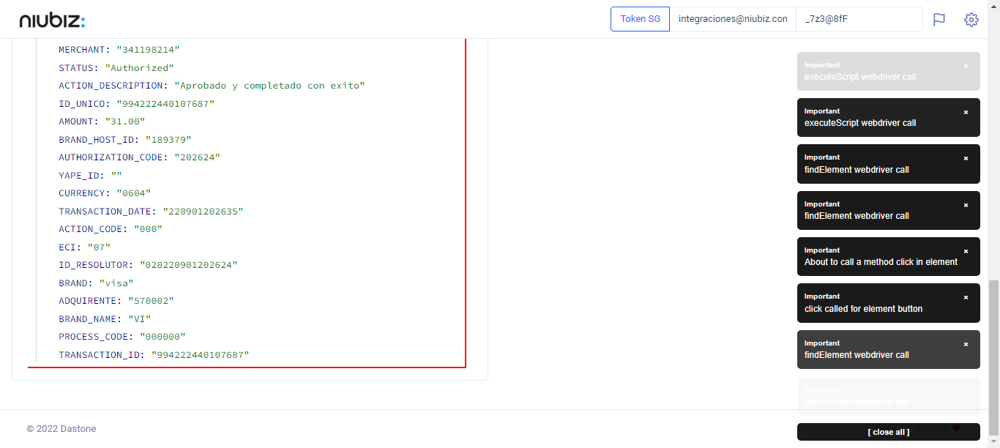 niubiz:
Token SG
integraciones@niubiz.con
_7z3@8fF
MERCHANT: "341198214"
STATUS: "Authorized"
ACTION_DESCRIPTION: "Aprobado y completado con exito"
ID_UNICO: "994222440107687"
AMOUNT: "31.00"
BRAND_HOST_ID: "189379"
AUTHORIZATION_CODE: "202624"
YAPE_ID: ""
CURRENCY: "0604"
TRANSACTION_DATE: "220901202635"
ACTION_CODE: "000"
ECI: "07"
ID_RESOLUTOR: "020220901202624"
BRAND: "visa"
ADQUIRENTE: "570002"
BRAND_NAME: "VI"
PROCESS_CODE: "000000"
TRANSACTION_ID: "994222440107687"
Important ×
executeScript webdriver call
Important ×
executeScript webdriver call
Important ×
findElement webdriver call
Important ×
findElement webdriver call
Important ×
About to call a method click in element
Important ×
click called for element button
Important ×
findElement webdriver call
Important ×
findElement webdriver call
[ close all ]
© 2022 Dastone